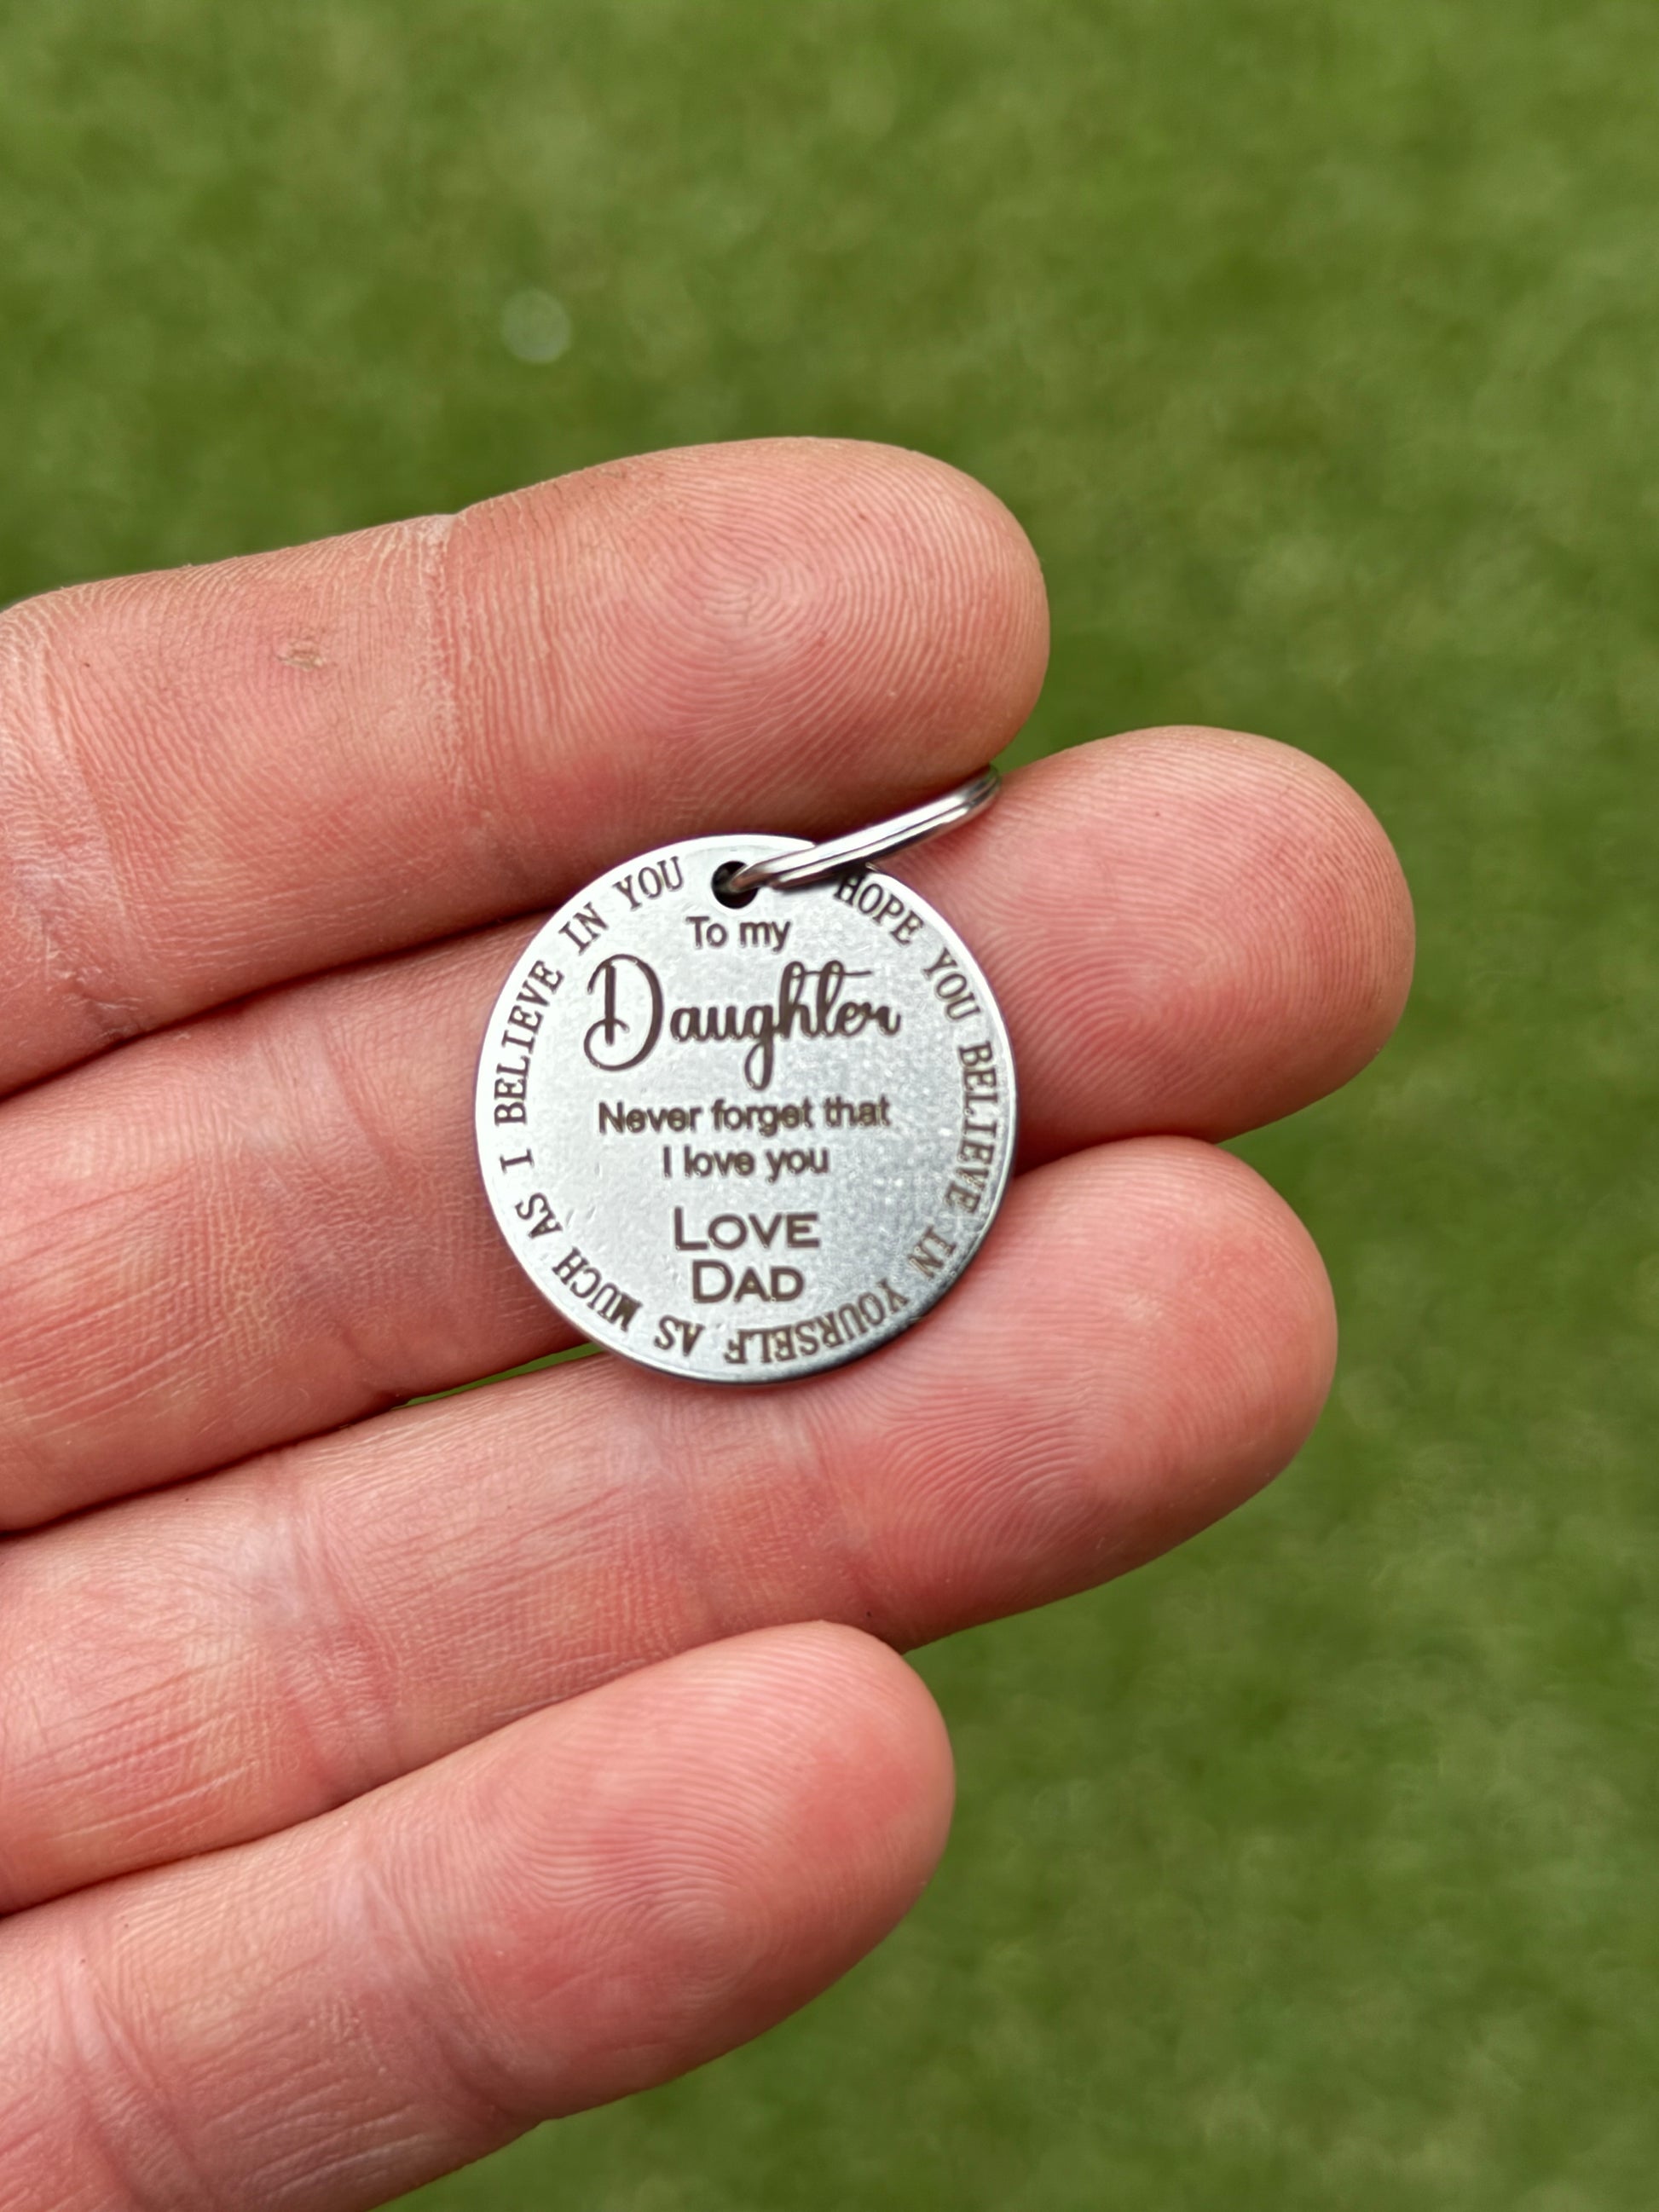 To my
Daughter
Never forget that
I love you
LOVE
DAD
HOPE YOU BELIEVE IN YOURSELF AS MUCH AS I BELIEVE IN YOU